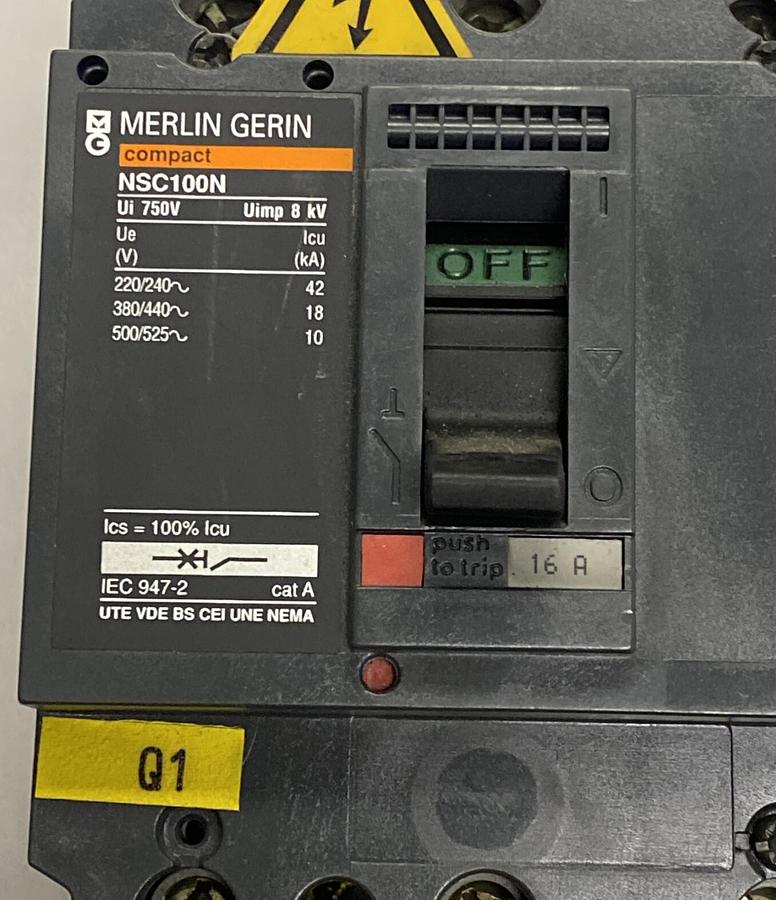 MERLIN GERIN
compact
NSC100N
Ui 750V Uimp 8 kV
Ue Icu
(V) (kA)
220/240~ 42
380/440~ 18
500/525~ 10
Ics = 100% Icu
IEC 947-2 cat A
UTE VDE BS CEI UNE NEMA
I
OFF
O
push
to trip
16 A
Q1